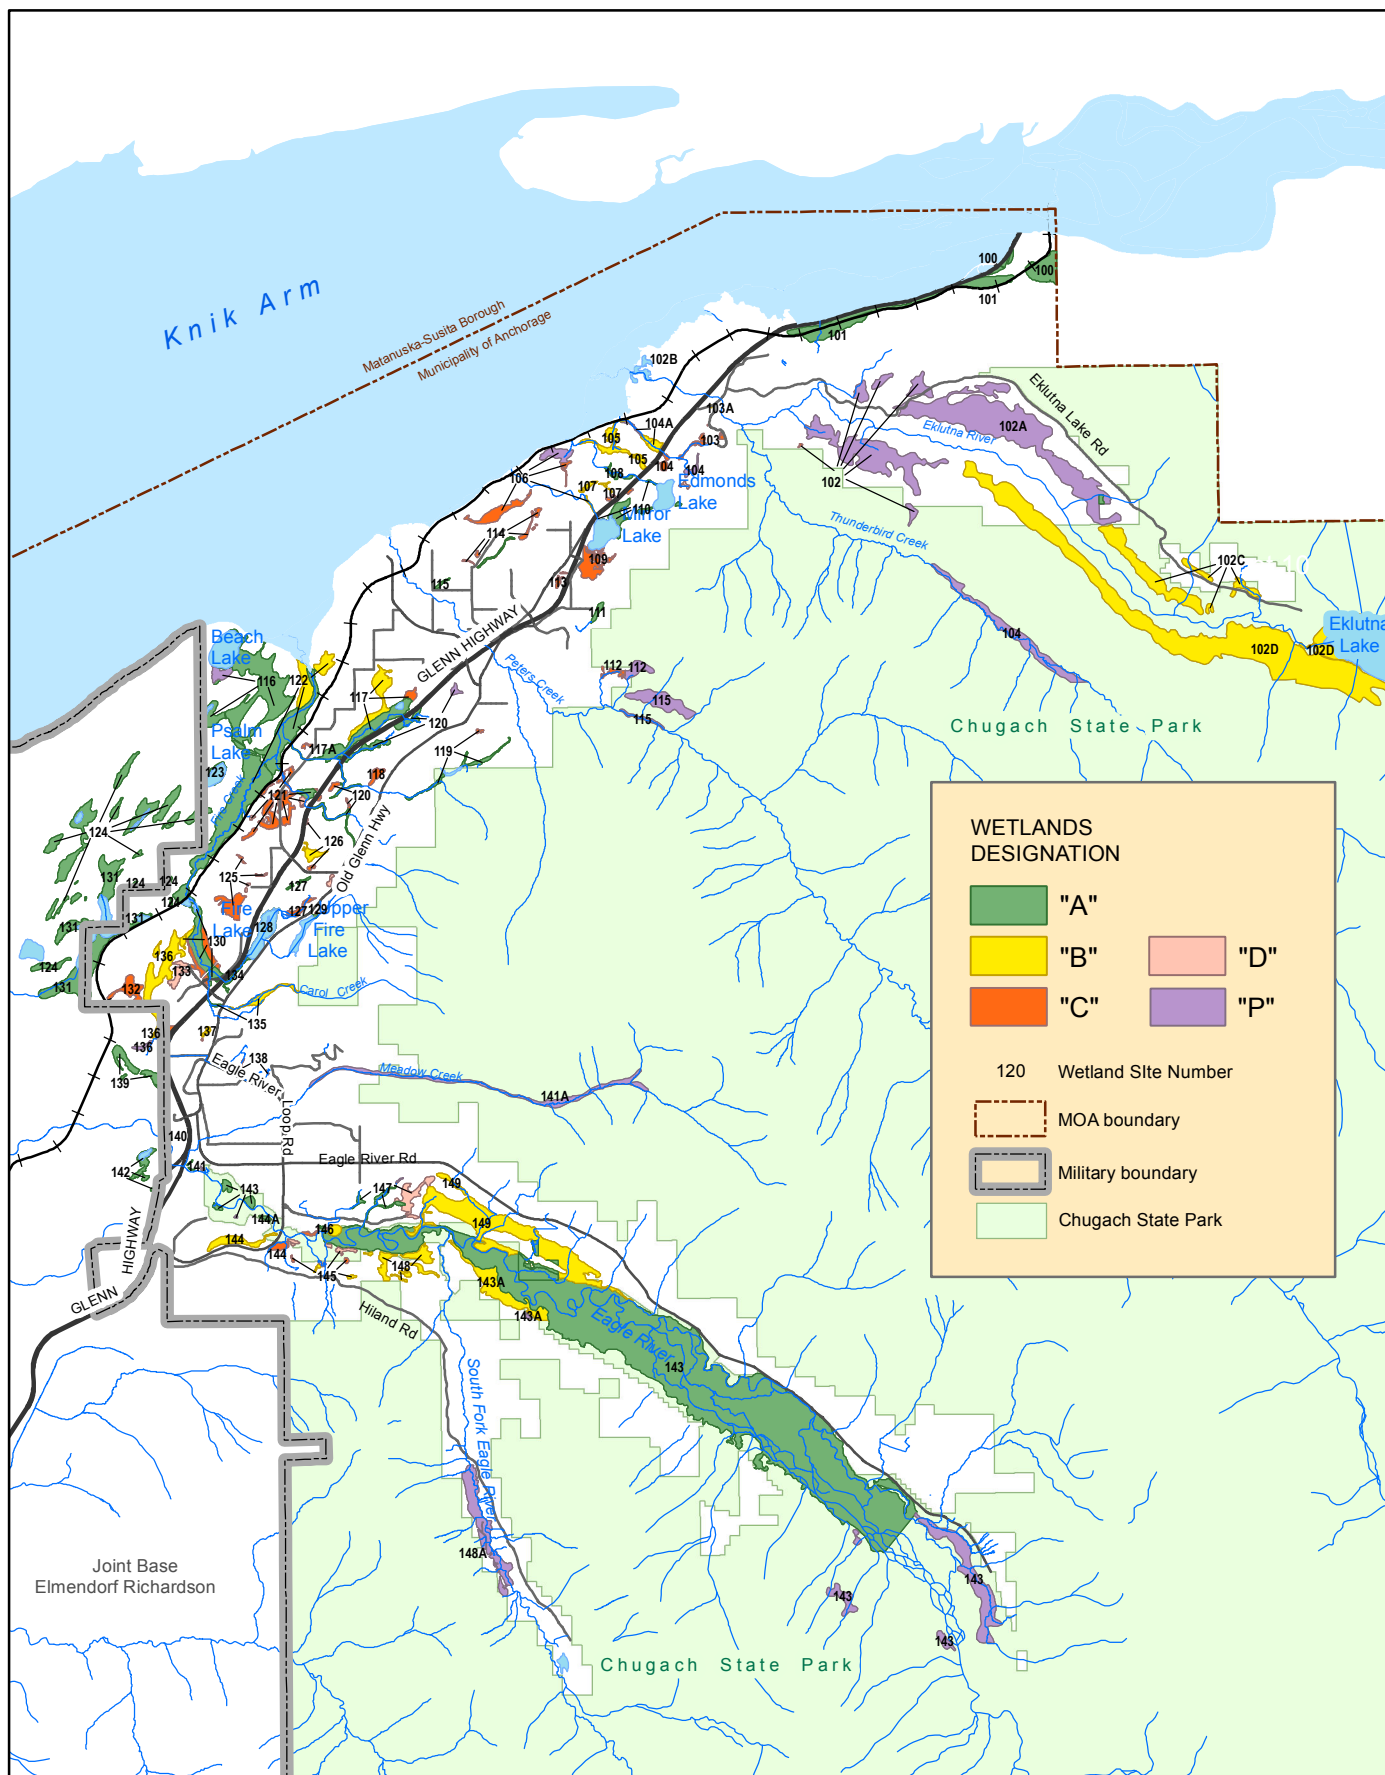 Knik Arm
Matanuska-Susita Borough
Municipality of Anchorage
100
100
101
101
102B
103A
104A
103
105
105
104
104
106
108
107
107
110
Edmonds
Lake
Mirror
Lake
109
114
113
115
111
GLENN HIGHWAY
Peters Creek
112
112
115
115
102A
Eklutna River
Eklutna Lake Rd
102
Thunderbird Creek
104
102C
102D
102D
Eklutna
Lake
Chugach State Park
Beach
Lake
116
122
117
Psalm
Lake
117A
120
119
123
118
120
121
Fire Creek
124
126
Old Glenn Hwy
125
127
131
124
124
124
131
131
Fire
Lake
127
129
Upper
Fire
Lake
128
130
136
133
134
124
131
132
Carol Creek
135
136
136
137
139
138
Eagle River
Loop Rd
Meadow Creek
141A
140
141
142
Eagle River Rd
143
147
149
144A
146
149
144
144
145
148
143A
143A
HIGHWAY
GLENN
Hiland Rd
Eagle River
143
South Fork Eagle River
148A
143
143
143
Joint Base
Elmendorf Richardson
Chugach State Park
WETLANDS
DESIGNATION
"A"
"B"
"D"
"C"
"P"
120 Wetland SIte Number
MOA boundary
Military boundary
Chugach State Park